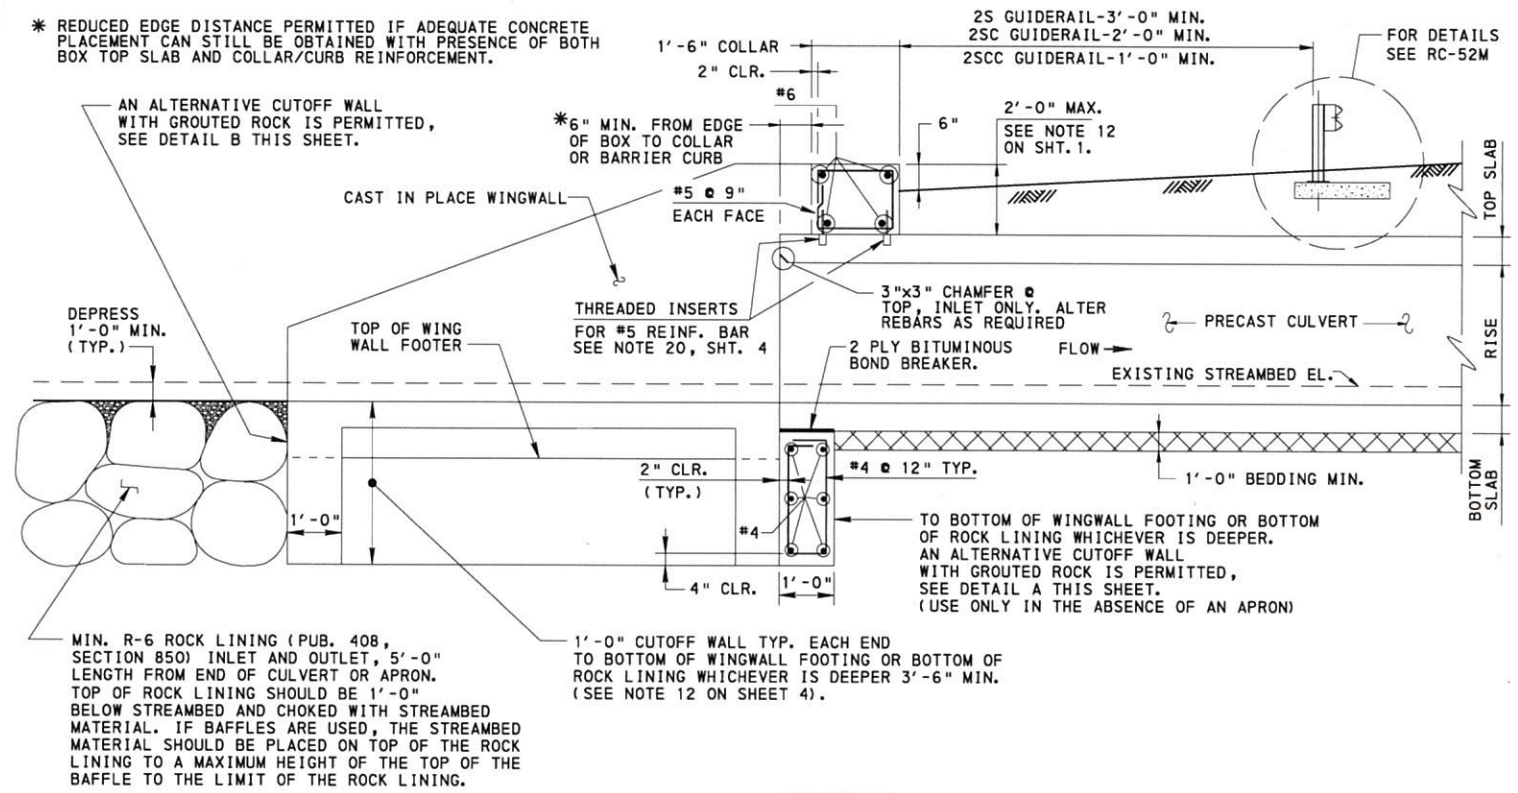 * REDUCED EDGE DISTANCE PERMITTED IF ADEQUATE CONCRETE
PLACEMENT CAN STILL BE OBTAINED WITH PRESENCE OF BOTH
BOX TOP SLAB AND COLLAR/CURB REINFORCEMENT.
2S GUIDERAIL-3'-0" MIN.
2SC GUIDERAIL-2'-0" MIN.
2SCC GUIDERAIL-1'-0" MIN.
1'-6" COLLAR
2" CLR.
#6
FOR DETAILS
SEE RC-52M
AN ALTERNATIVE CUTOFF WALL
WITH GROUTED ROCK IS PERMITTED,
SEE DETAIL B THIS SHEET.
*6" MIN. FROM EDGE
OF BOX TO COLLAR
OR BARRIER CURB
6"
2'-0" MAX.
SEE NOTE 12
ON SHT. 1.
CAST IN PLACE WINGWALL
#5 @ 9"
EACH FACE
TOP SLAB
THREADED INSERTS
FOR #5 REINF. BAR
SEE NOTE 20, SHT. 4
3"x3" CHAMFER @
TOP, INLET ONLY. ALTER
REBARS AS REQUIRED
PRECAST CULVERT
RISE
DEPRESS
1'-0" MIN.
(TYP.)
TOP OF WING
WALL FOOTER
2 PLY BITUMINOUS
BOND BREAKER.
FLOW
EXISTING STREAMBED EL.
2" CLR.
(TYP.)
#4 @ 12" TYP.
1'-0" BEDDING MIN.
BOTTOM
SLAB
1'-0"
#4
4" CLR.
1'-0"
TO BOTTOM OF WINGWALL FOOTING OR BOTTOM
OF ROCK LINING WHICHEVER IS DEEPER.
AN ALTERNATIVE CUTOFF WALL
WITH GROUTED ROCK IS PERMITTED,
SEE DETAIL A THIS SHEET.
(USE ONLY IN THE ABSENCE OF AN APRON)
MIN. R-6 ROCK LINING (PUB. 408,
SECTION 850) INLET AND OUTLET, 5'-0"
LENGTH FROM END OF CULVERT OR APRON.
TOP OF ROCK LINING SHOULD BE 1'-0"
BELOW STREAMBED AND CHOKED WITH STREAMBED
MATERIAL. IF BAFFLES ARE USED, THE STREAMBED
MATERIAL SHOULD BE PLACED ON TOP OF THE ROCK
LINING TO A MAXIMUM HEIGHT OF THE TOP OF THE
BAFFLE TO THE LIMIT OF THE ROCK LINING.
1'-0" CUTOFF WALL TYP. EACH END
TO BOTTOM OF WINGWALL FOOTING OR BOTTOM OF
ROCK LINING WHICHEVER IS DEEPER 3'-6" MIN.
(SEE NOTE 12 ON SHEET 4).